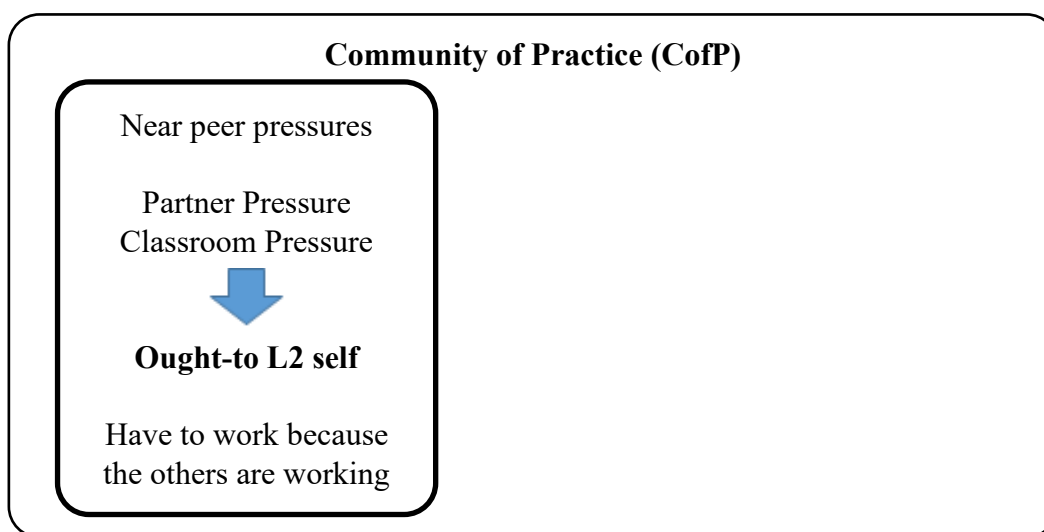 Community of Practice (CofP)
Near peer pressures
Partner Pressure
Classroom Pressure
Ought-to L2 self
Have to work because
the others are working